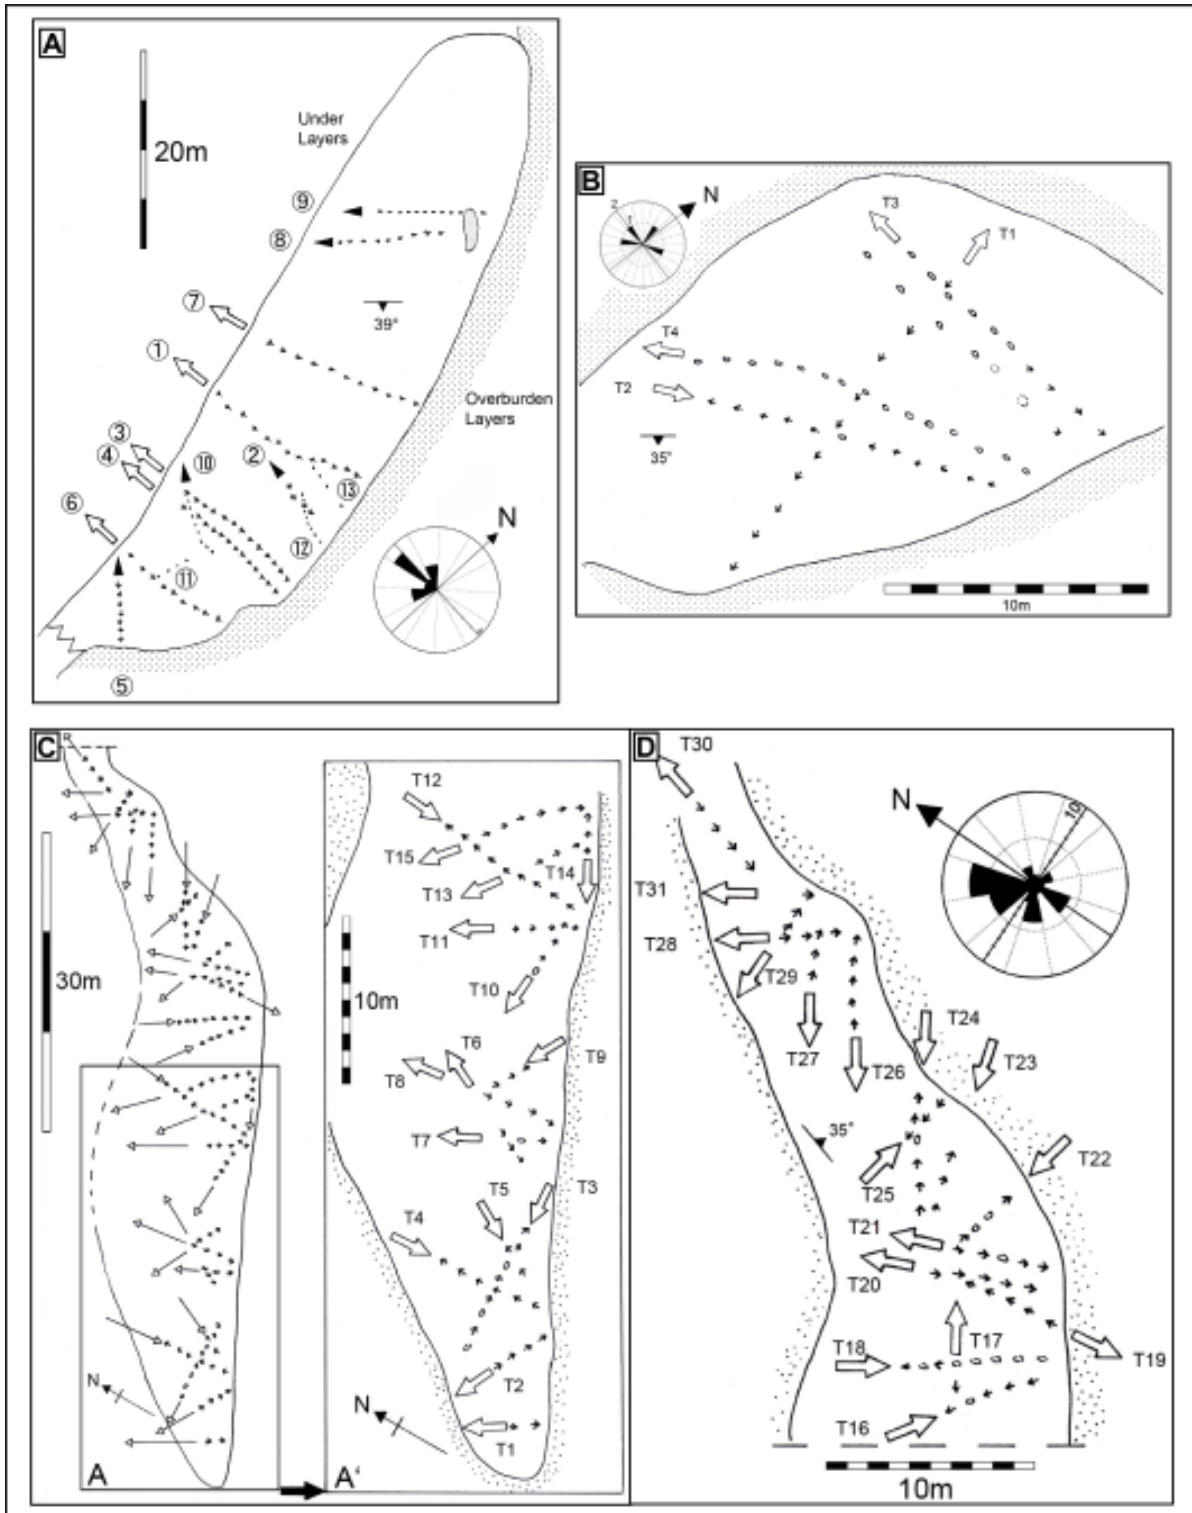 A
20m
Under
Layers
⑨
⑧
⑦
39°
①
Overburden
Layers
③
④
⑩
②
⑬
⑥
⑫
N
⑪
⑤
B
2
N
T3
T1
T4
T2
35°
10m
C
30m
N
A
T12
T15
T14
T13
T11
T10
10m
T6
T9
T8
T7
T5
T3
T4
T2
N
T1
A'
D
T30
N
10
T31
T28
T29
T24
T27
T26
T23
35°
T22
T25
T21
T20
T17
T18
T19
T16
10m